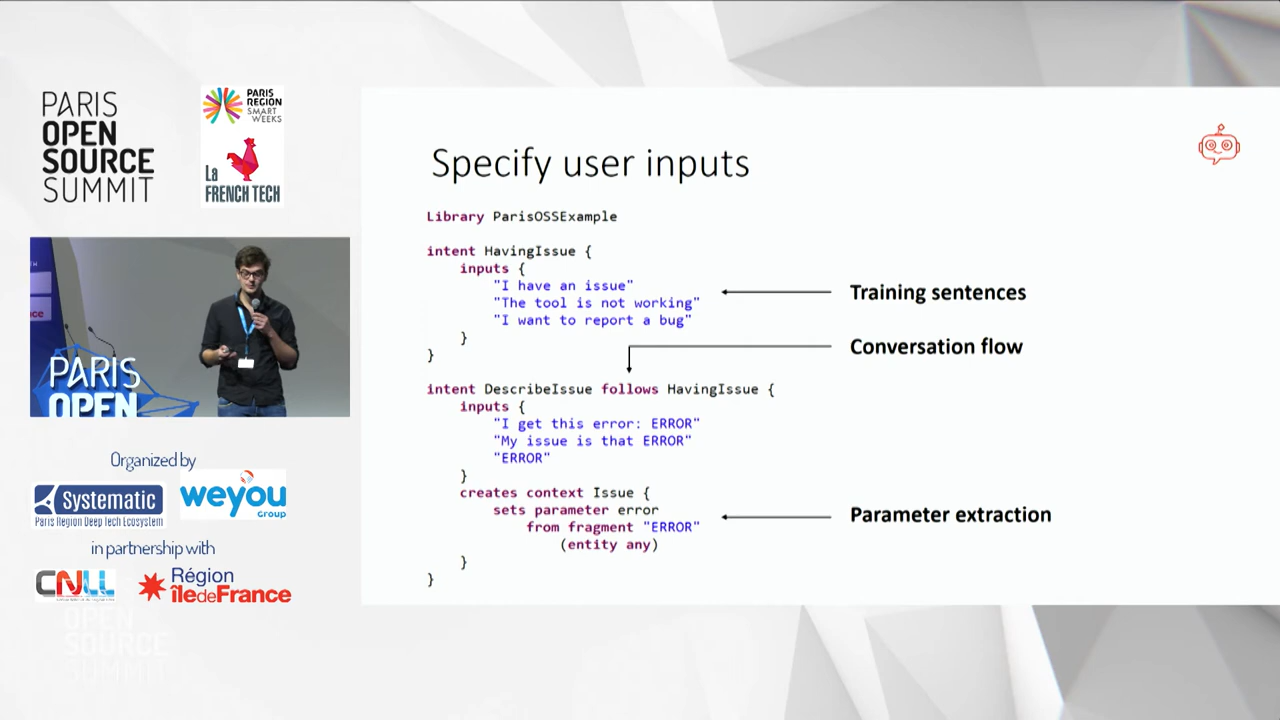 PARIS
OPEN
SOURCE
SUMMIT
PARIS
REGION
SMART
WEEKS
La
FRENCH TECH
PARIS
OPEN
Organized by
Systematic
Paris Region Deep Tech Ecosystem
weyou
GROUP
in partnership with
CNLL
Région
îledeFrance
OPEN
SOURCE
SUMMIT
Specify user inputs
Library ParisOSSExample
intent HavingIssue {
inputs {
"I have an issue"
"The tool is not working"
"I want to report a bug"
}
}
Training sentences
Conversation flow
intent DescribeIssue follows HavingIssue {
inputs {
"I get this error: ERROR"
"My issue is that ERROR"
"ERROR"
}
creates context Issue {
sets parameter error
from fragment "ERROR"
(entity any)
}
}
Parameter extraction